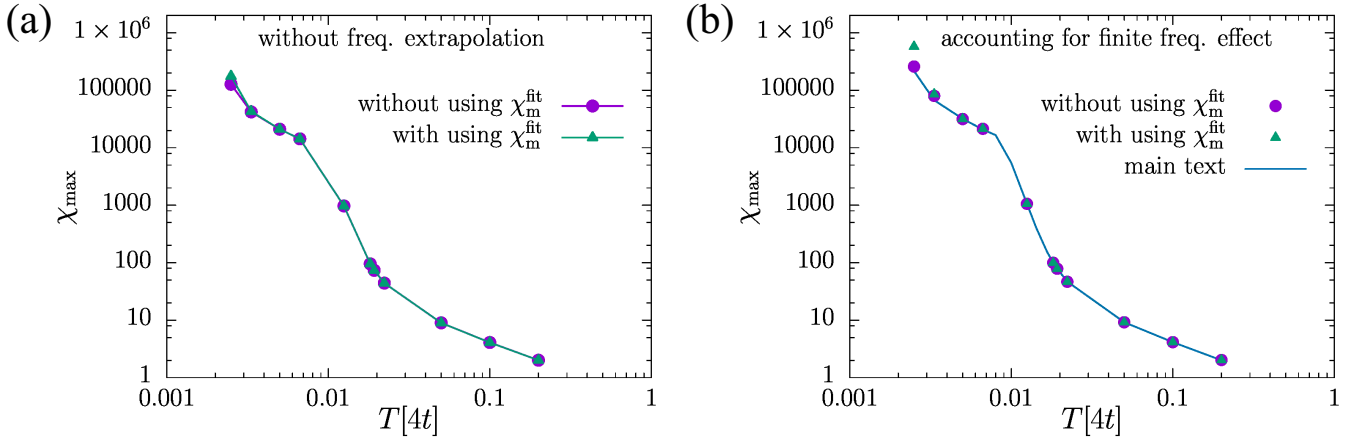 (a)
without freq. extrapolation
without using χ_m^fit
with using χ_m^fit
χ_max
1 × 10^6
100000
10000
1000
100
10
1
0.001
0.01
0.1
1
T[4t]
(b)
accounting for finite freq. effect
without using χ_m^fit
with using χ_m^fit
main text
χ_max
1 × 10^6
100000
10000
1000
100
10
1
0.001
0.01
0.1
1
T[4t]